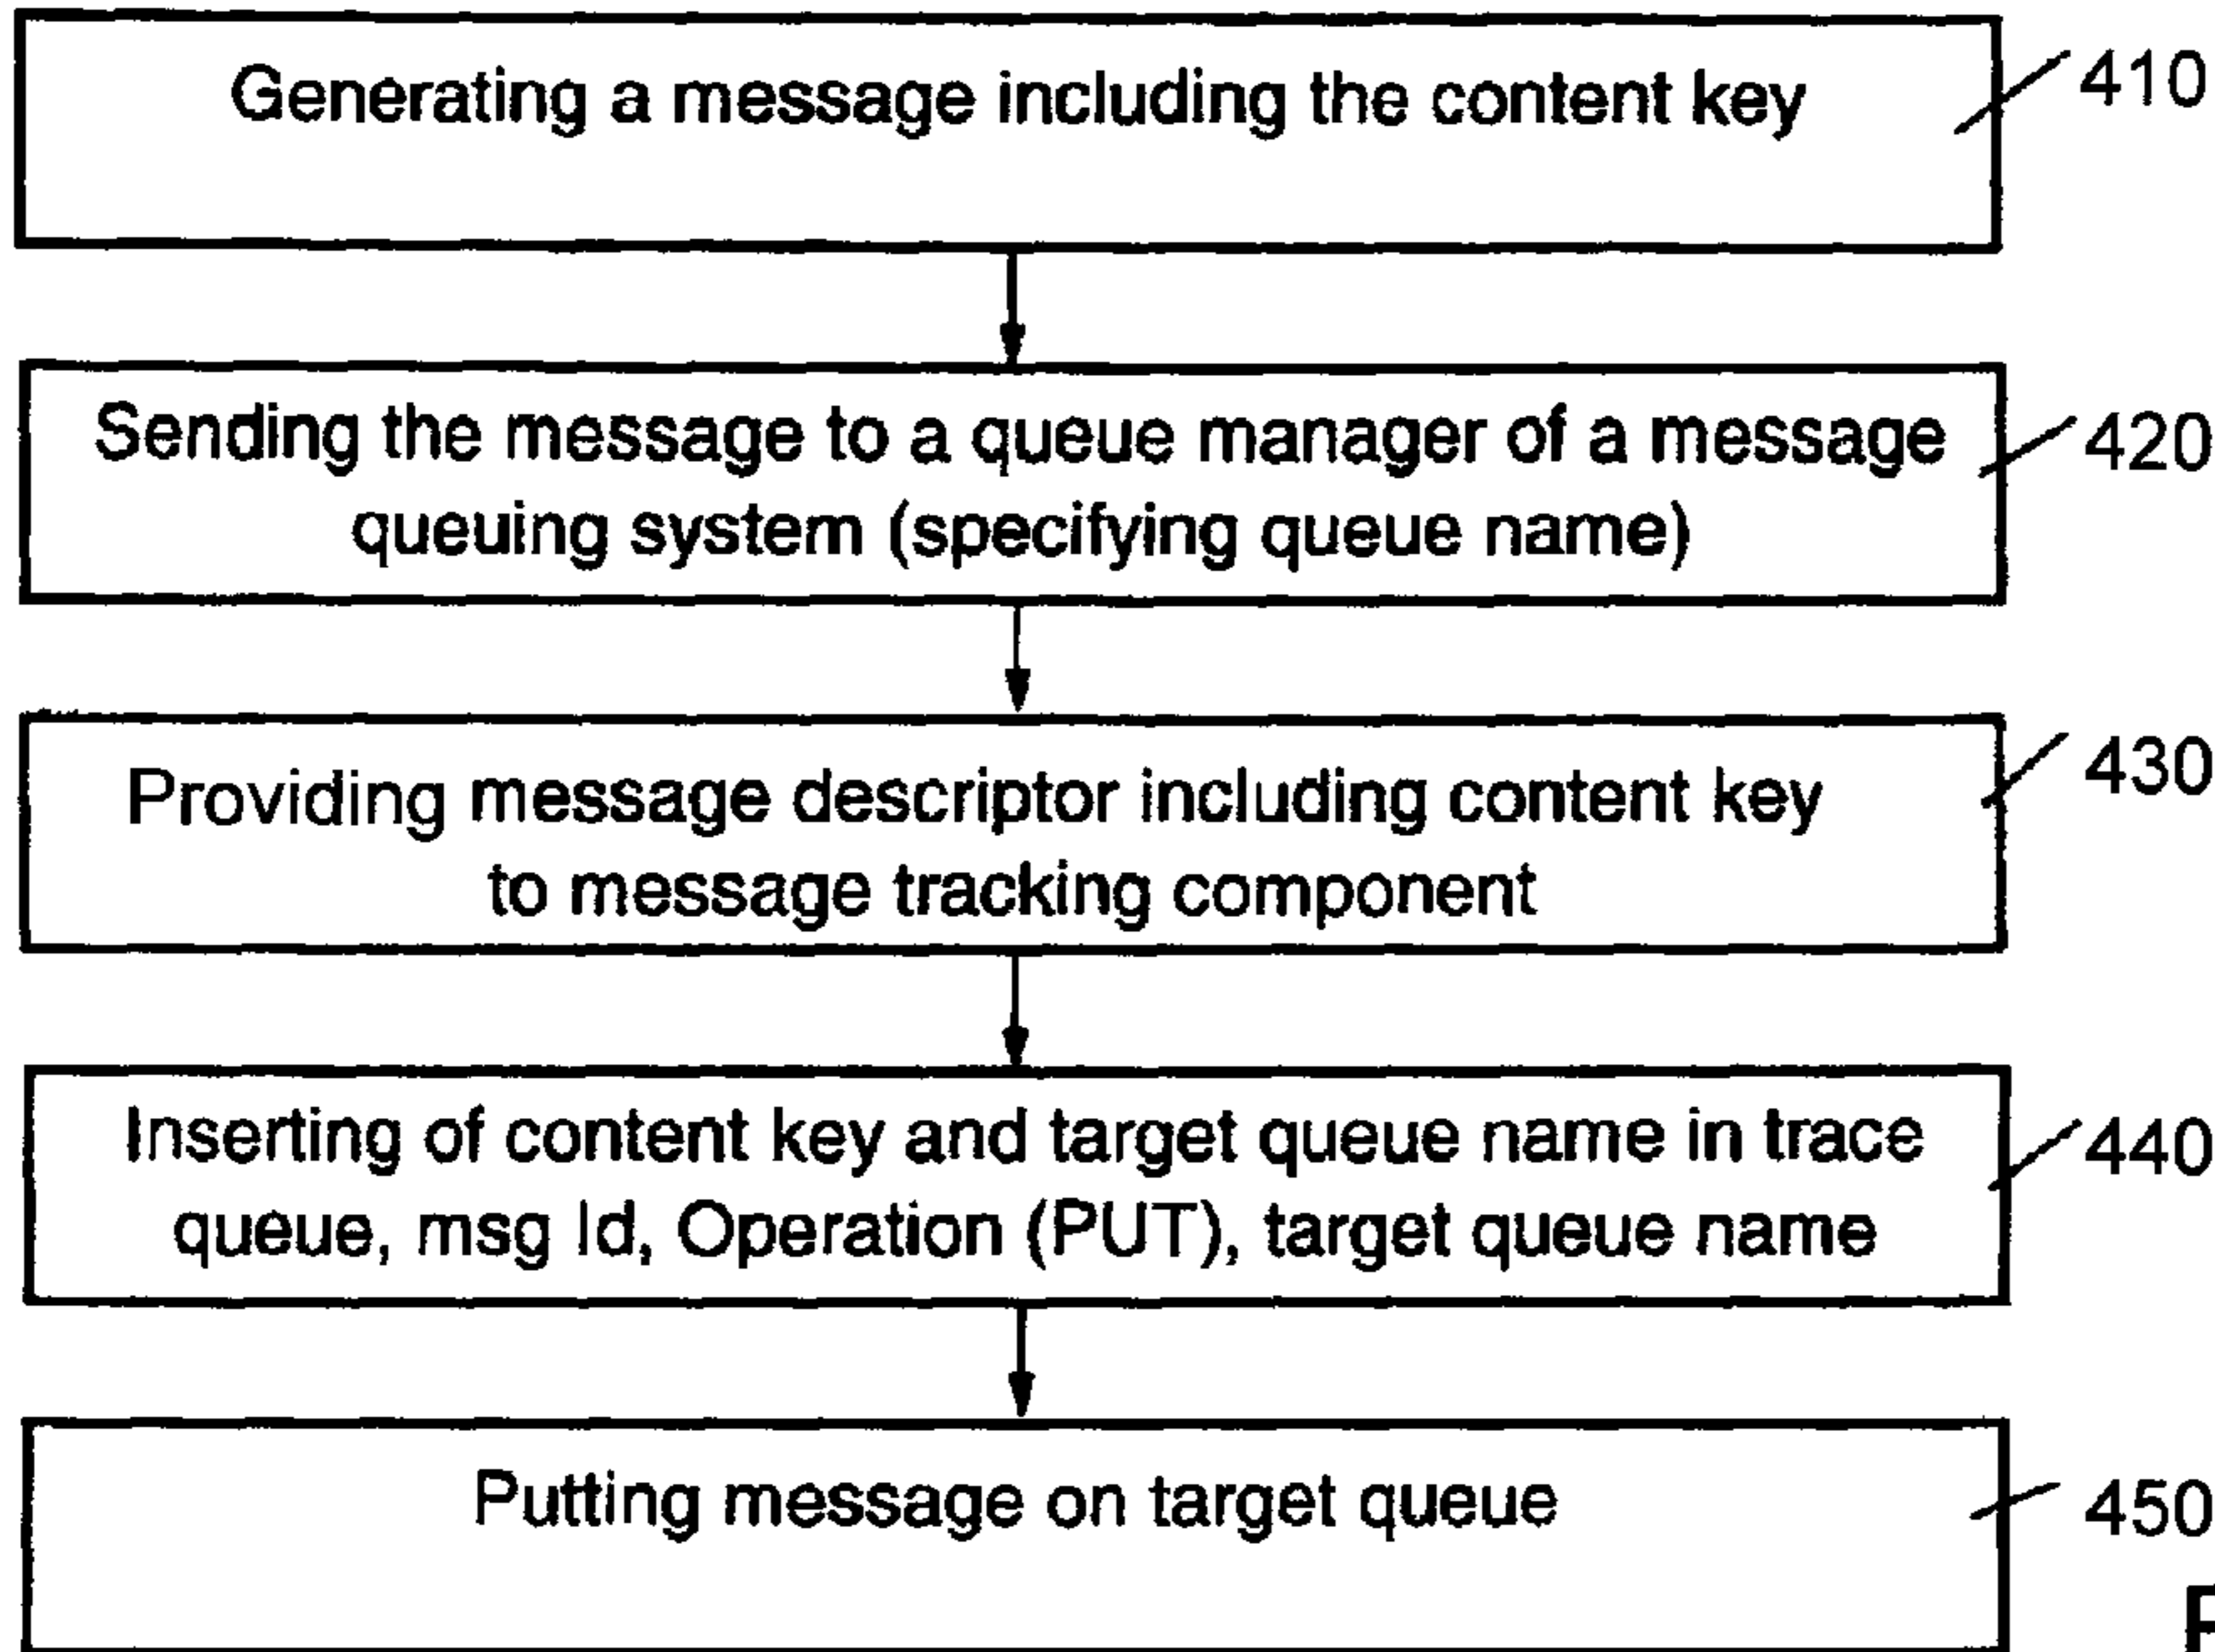 Generating a message including the content key
410
Sending the message to a queue manager of a message
queuing system (specifying queue name)
420
Providing message descriptor including content key
to message tracking component
430
Inserting of content key and target queue name in trace
queue, msg Id, Operation (PUT), target queue name
440
Putting message on target queue
450